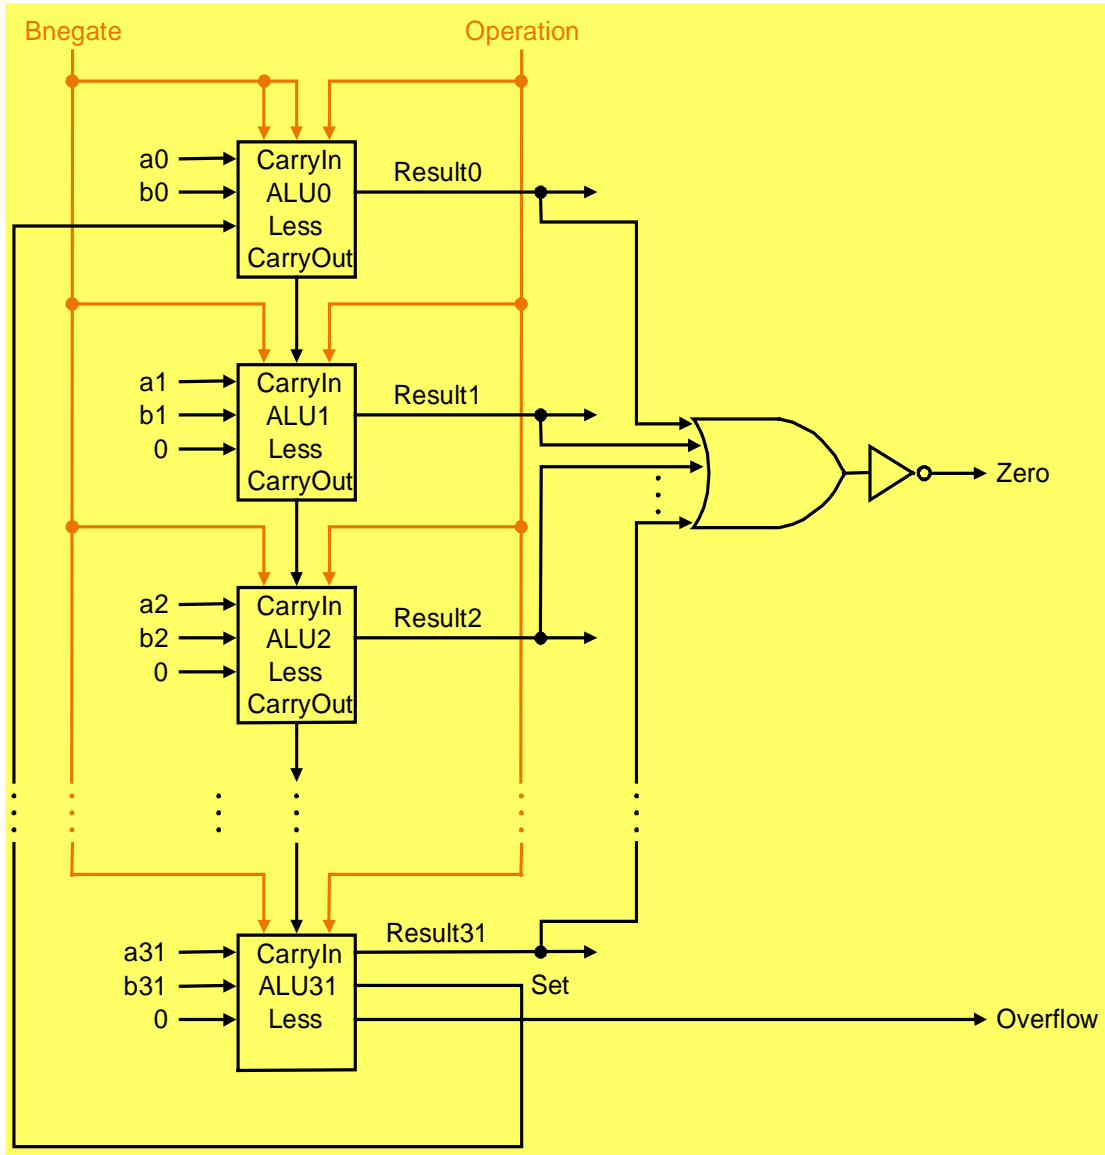 Bnegate
Operation
a0
CarryIn
Result0
b0
ALU0
Less
CarryOut
a1
CarryIn
Result1
b1
ALU1
0
Less
CarryOut
Zero
a2
CarryIn
Result2
b2
ALU2
0
Less
CarryOut
a31
CarryIn
Result31
b31
ALU31
Set
0
Less
Overflow